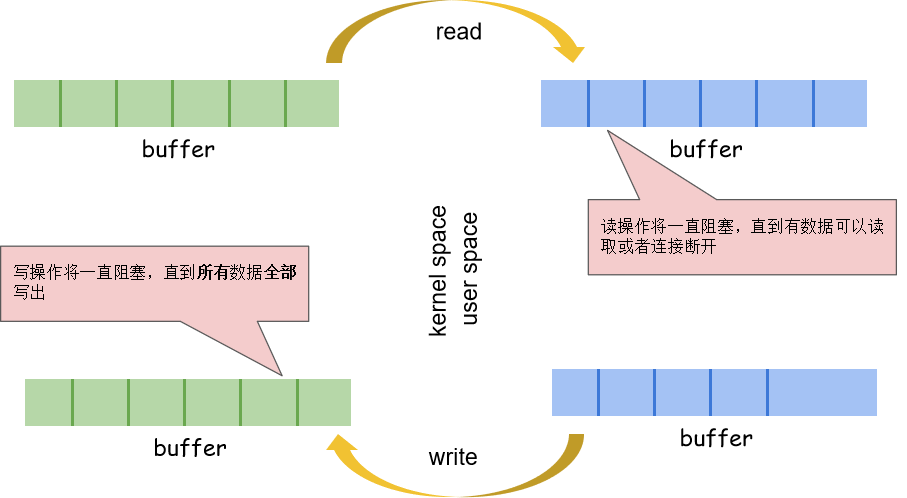 read
buffer
buffer
读操作将一直阻塞，直到有数据可以读
取或者连接断开
kernel space
user space
写操作将一直阻塞，直到所有数据全部
写出
buffer
buffer
write